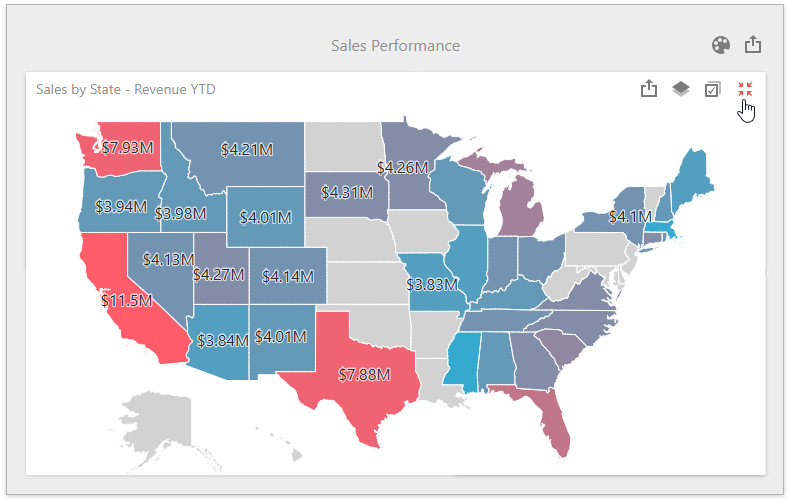 Sales Performance
Sales by State - Revenue YTD
$7.93M
$4.21M
$4.26M
$4.31M
$3.94M
$3.98M
$4.01M
$4.1M
$4.13M
$4.27M
$4.14M
$3.83M
$11.5M
$3.84M
$4.01M
$7.88M